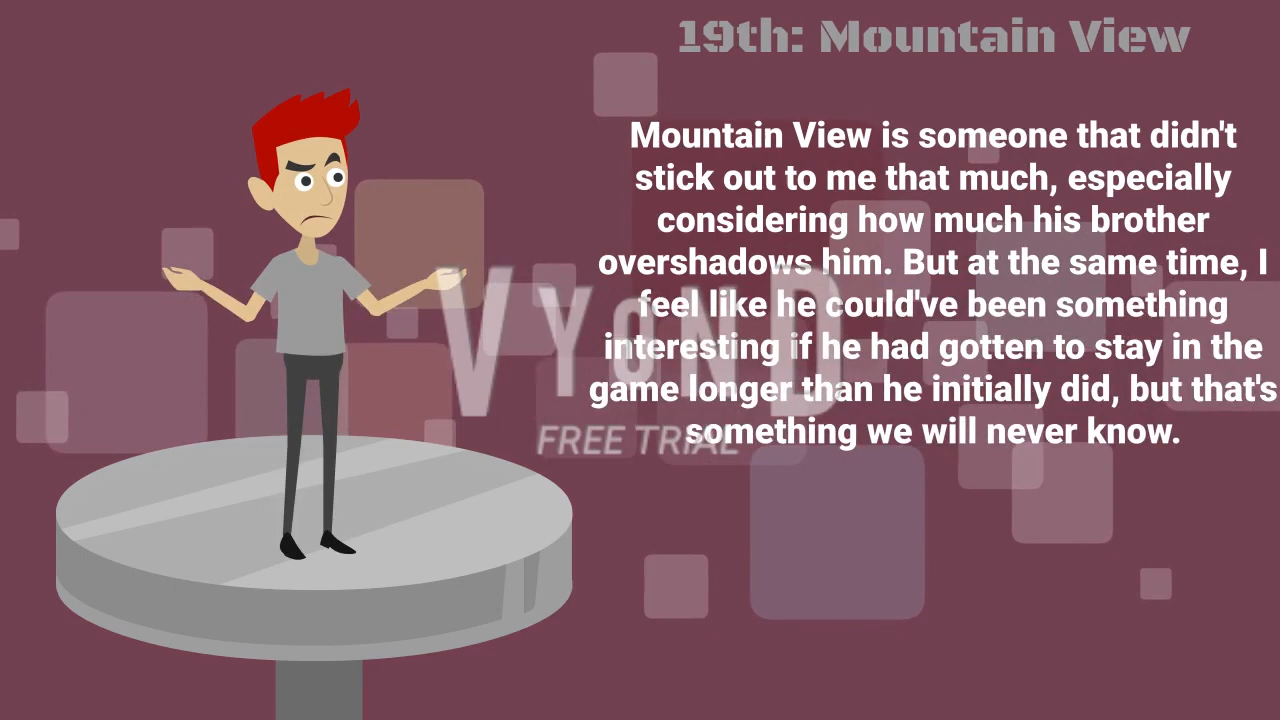 19th: Mountain View
Mountain View is someone that didn't
stick out to me that much, especially
considering how much his brother
overshadows him. But at the same time, I
feel like he could've been something
interesting if he had gotten to stay in the
game longer than he initially did, but that's
something we will never know.
VYOND
FREE TRIAL